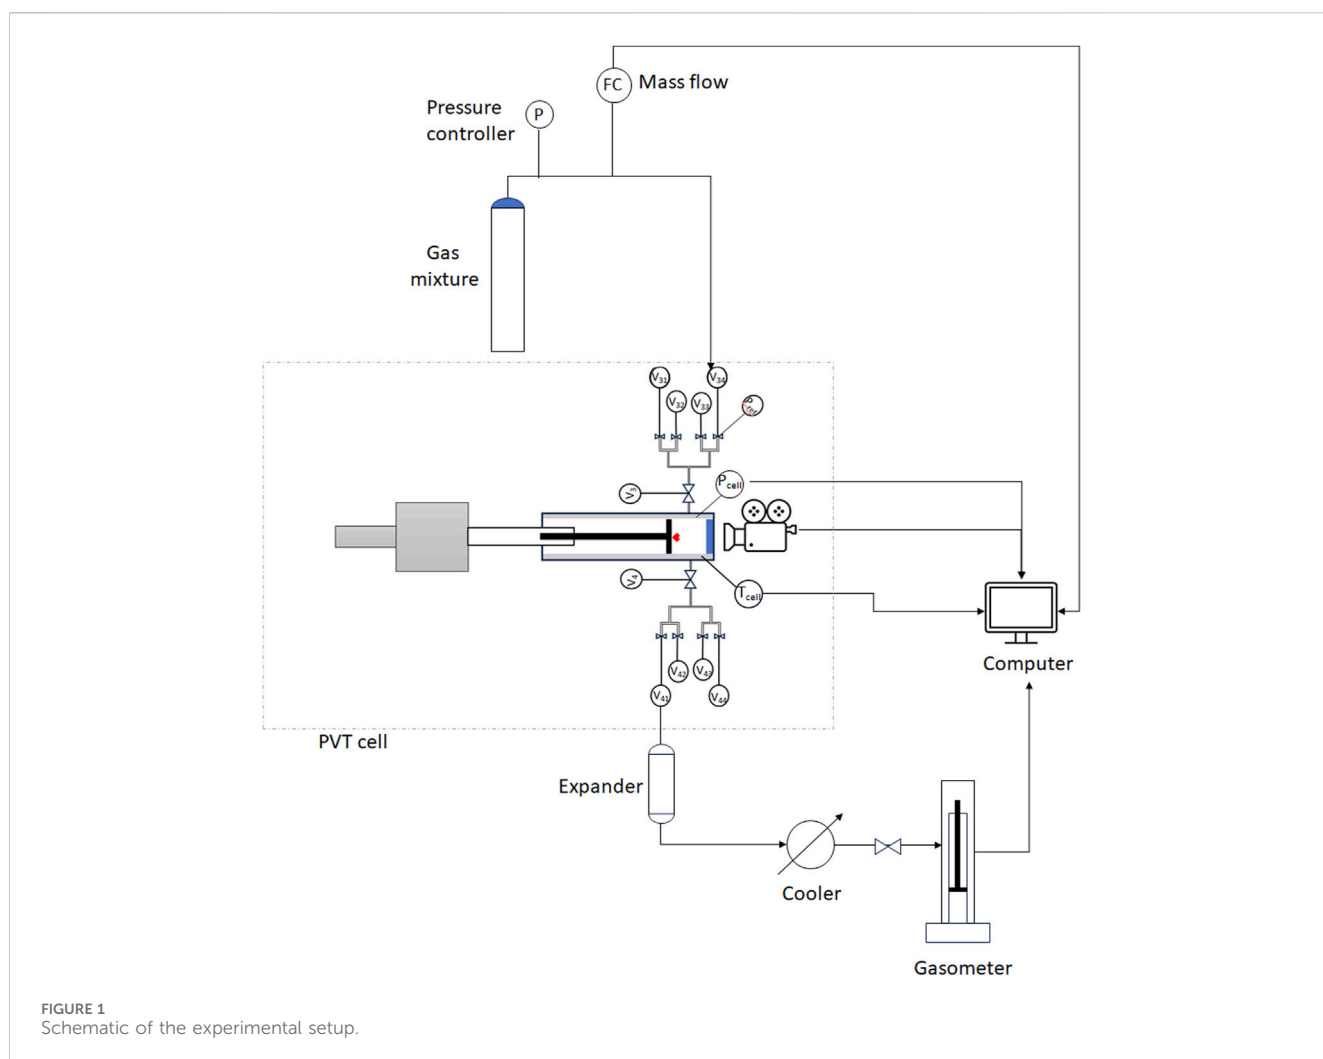 FC
Mass flow
Pressure
controller
P
Gas
mixture
V31
V34
V32
V33
V3
Pcell
V4
Tcell
Computer
V42
V43
V41
V44
PVT cell
Expander
Cooler
Gasometer
FIGURE 1
Schematic of the experimental setup.